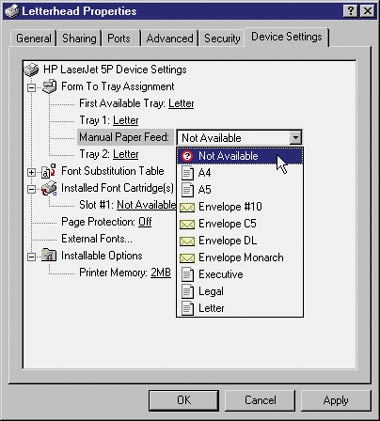 Letterhead Properties
General Sharing Ports Advanced Security Device Settings
HP LaserJet 5P Device Settings
Form To Tray Assignment
First Available Tray: Letter
Tray 1: Letter
Manual Paper Feed: Not Available
Tray 2: Letter
Font Substitution Table
Installed Font Cartridge(s)
Slot #1: Not Available
Page Protection: Off
External Fonts...
Installable Options
Printer Memory: 2MB
Not Available
A4
A5
Envelope #10
Envelope C5
Envelope DL
Envelope Monarch
Executive
Legal
Letter
OK Cancel Apply